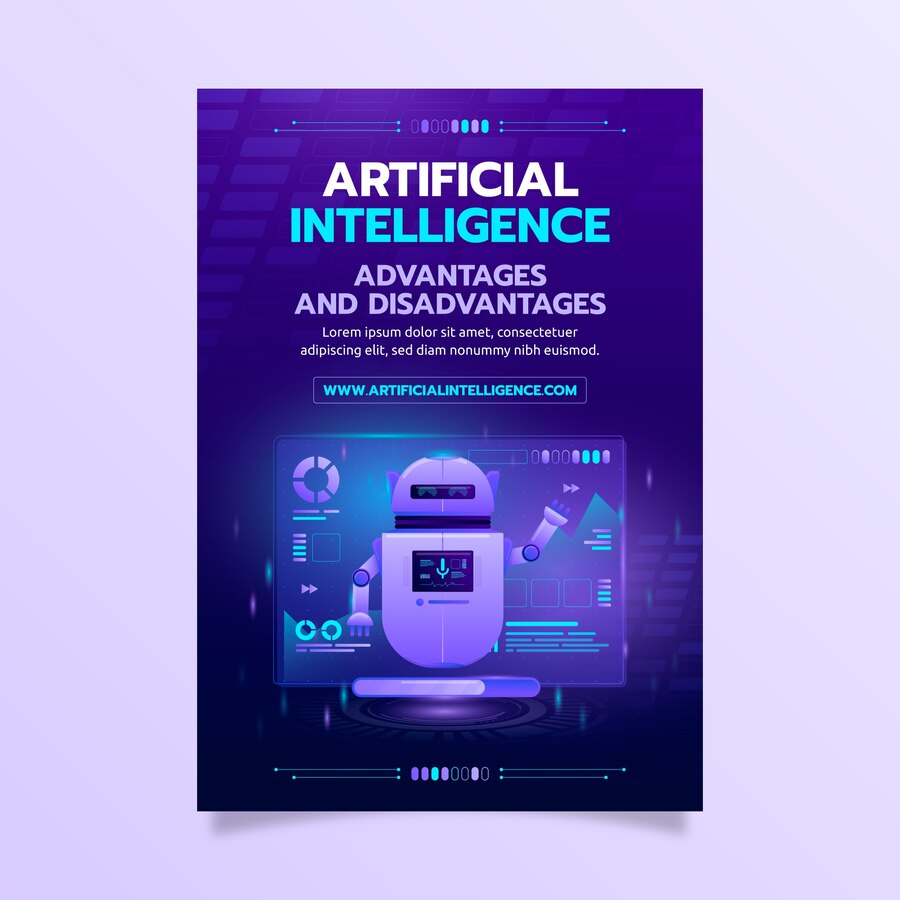 ARTIFICIAL
INTELLIGENCE
ADVANTAGES
AND DISADVANTAGES
Lorem ipsum dolor sit amet, consectetuer
adipiscing elit, sed diam nonummy nibh euismod.
WWW.ARTIFICIALINTELLIGENCE.COM